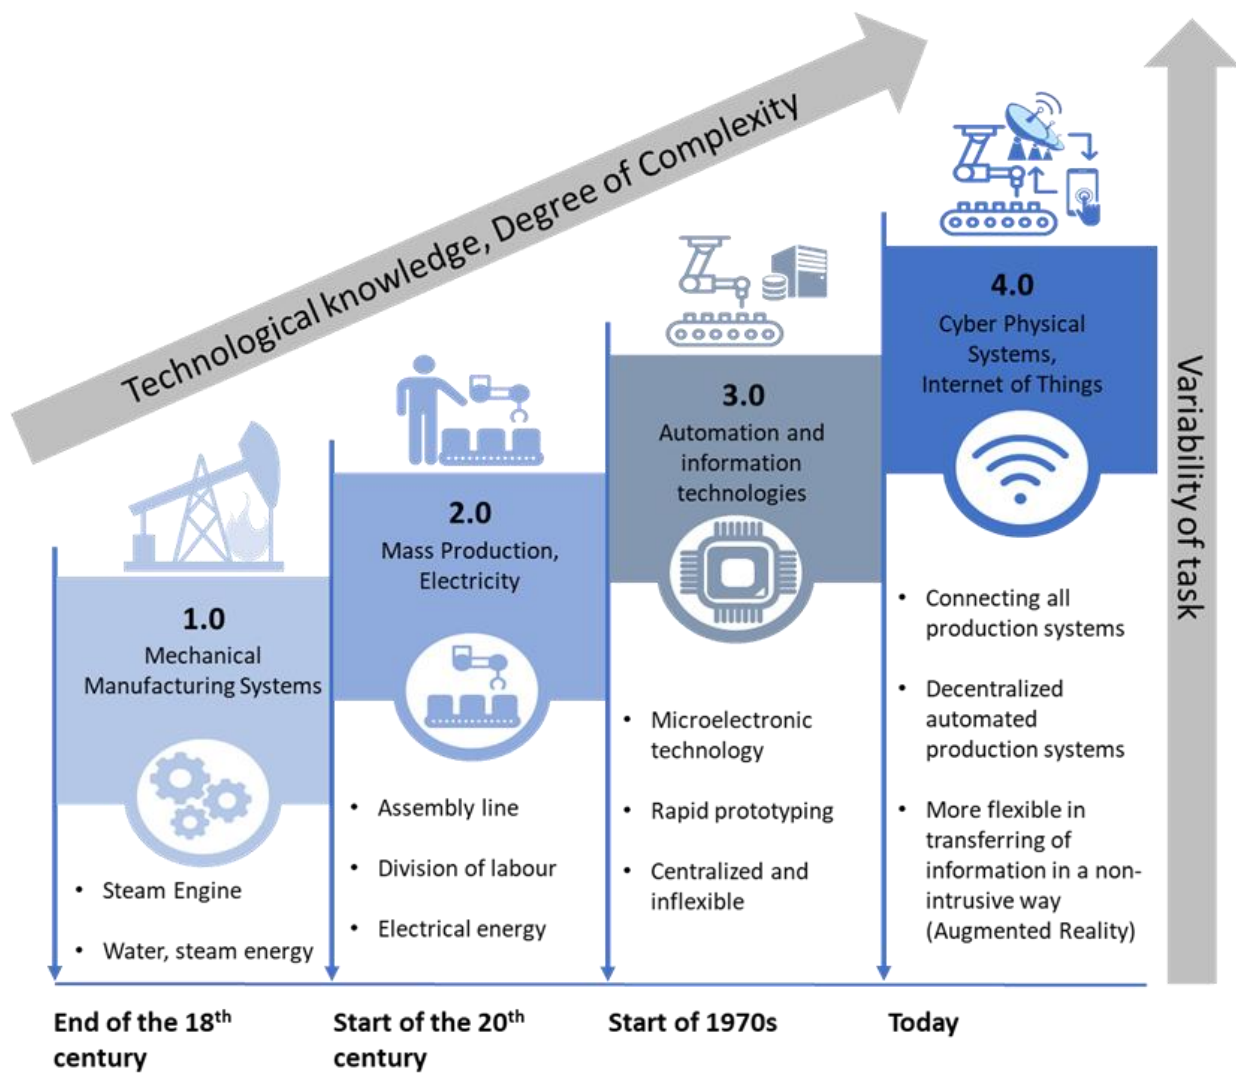 Technological knowledge, Degree of Complexity
Variability of task
1.0
Mechanical
Manufacturing Systems
• Steam Engine
• Water, steam energy
End of the 18th
century
2.0
Mass Production,
Electricity
• Assembly line
• Division of labour
• Electrical energy
Start of the 20th
century
3.0
Automation and
information
technologies
• Microelectronic
technology
• Rapid prototyping
• Centralized and
inflexible
Start of 1970s
4.0
Cyber Physical
Systems,
Internet of Things
• Connecting all
production systems
• Decentralized
automated
production systems
• More flexible in
transferring of
information in a non-
intrusive way
(Augmented Reality)
Today